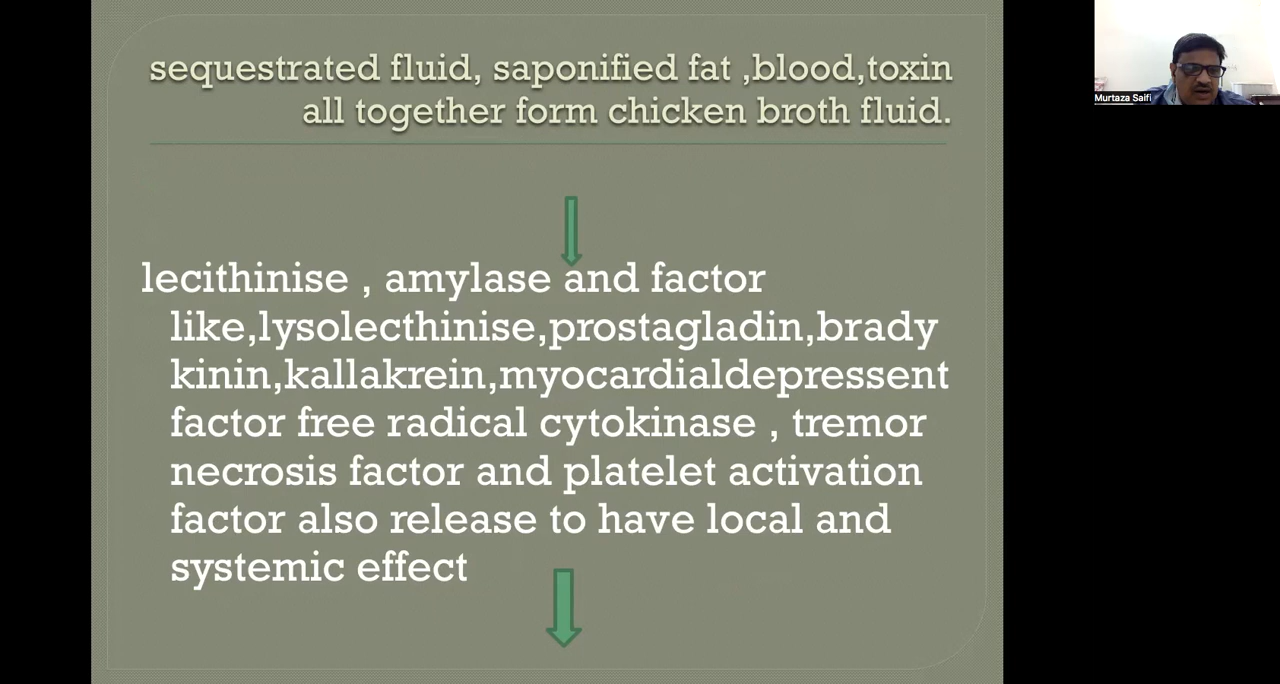 sequestrated fluid, saponified fat ,blood,toxin
all together form chicken broth fluid.
lecithinise , amylase and factor
like,lysolecthinise,prostagladin,brady
kinin,kallakrein,myocardialdepressent
factor free radical cytokinase , tremor
necrosis factor and platelet activation
factor also release to have local and
systemic effect
Murtaza Saifi